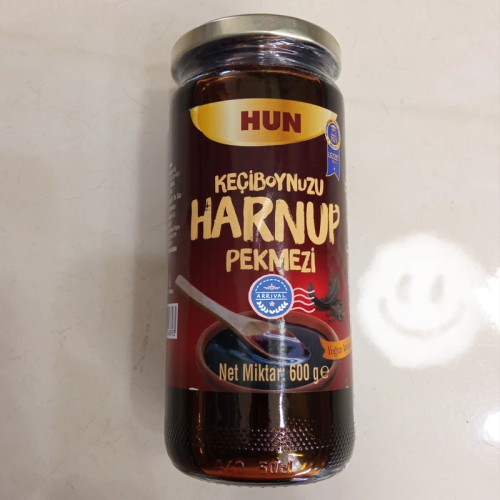 HUN
KEÇİBOYNUZU
HARNUP
PEKMEZİ
ARRIVAL
Net Miktar: 600 g e